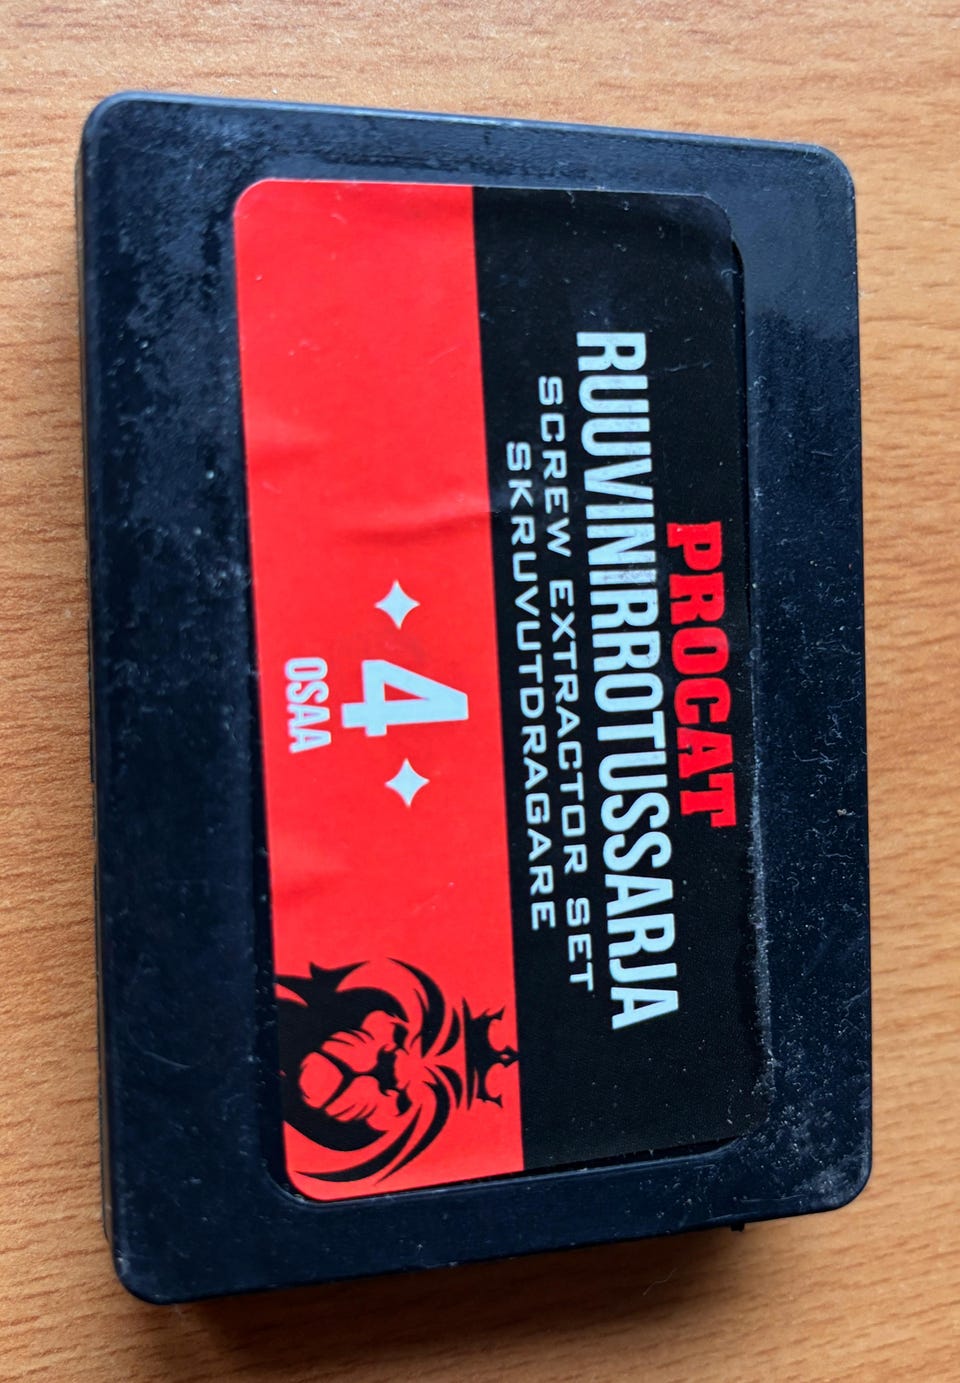 PROCAT
RUUVINIRROTUSSARJA
SCREW EXTRACTOR SET
SKRUVUTDRAGARE
4
OSAA